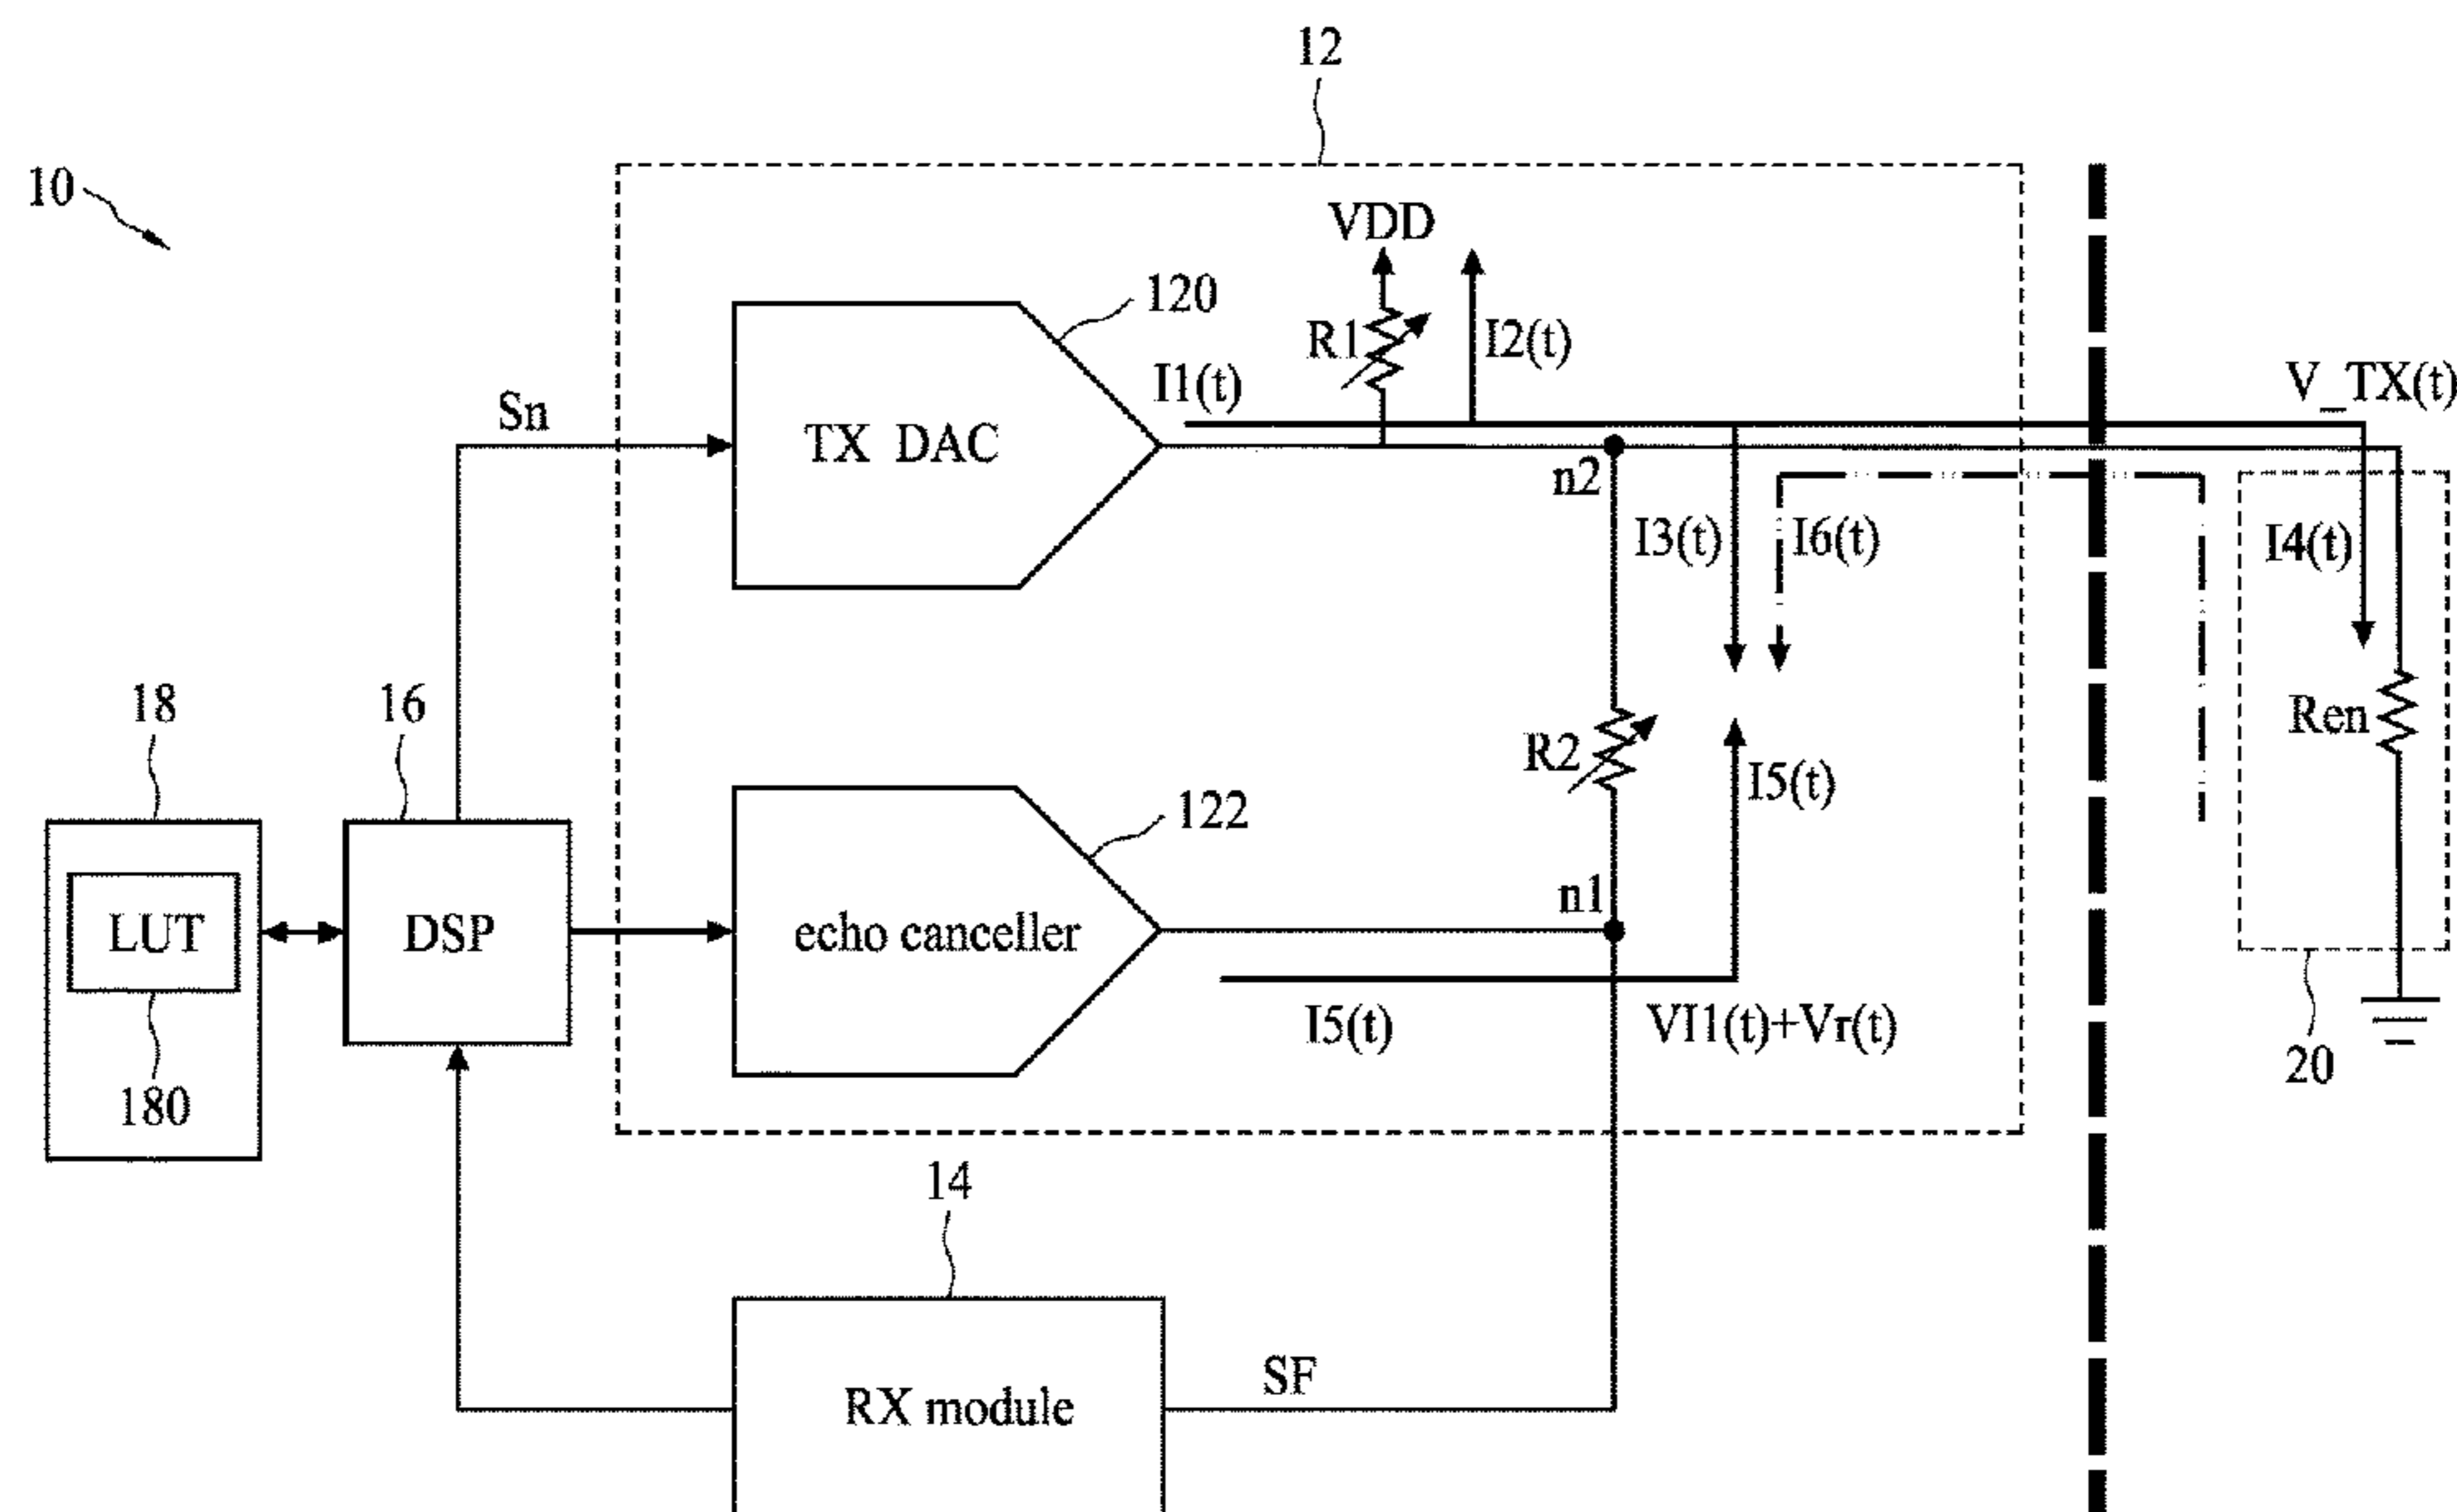 12
10
VDD
120
R1
I2(t)
I1(t)
V_TX(t)
Sn
TX DAC
n2
I3(t)
I6(t)
I4(t)
18
16
Ren
R2
I5(t)
122
n1
LUT
DSP
echo canceller
I5(t)
VI1(t)+Vr(t)
20
180
14
SF
RX module